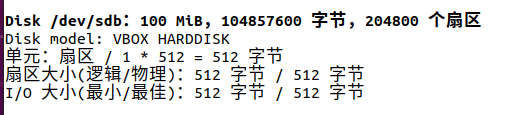 Disk /dev/sdb：100 MiB，104857600 字节，204800 个扇区
Disk model: VBOX HARDDISK
单元：扇区 / 1 * 512 = 512 字节
扇区大小(逻辑/物理)：512 字节 / 512 字节
I/O 大小(最小/最佳)：512 字节 / 512 字节